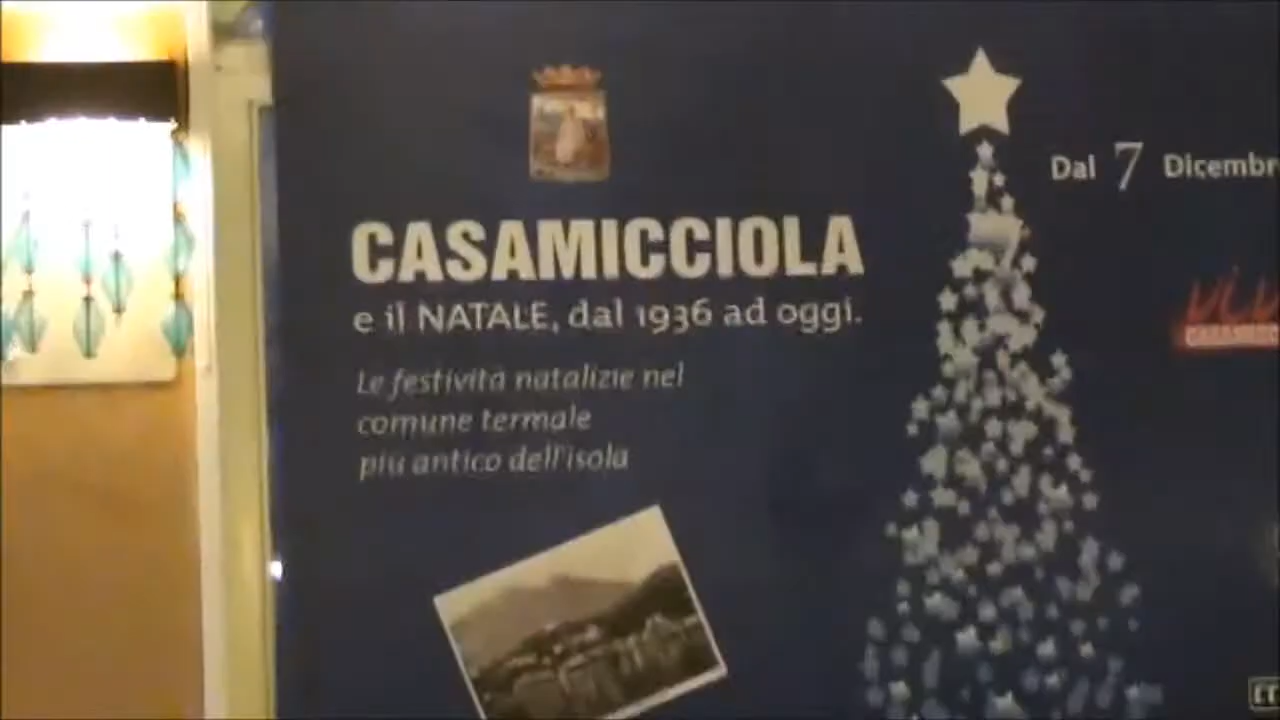 CASAMICCIOLA
e il NATALE, dal 1936 ad oggi.
Le festività natalizie nel
comune termale
più antico dell'isola
Dal 7 Dicembre